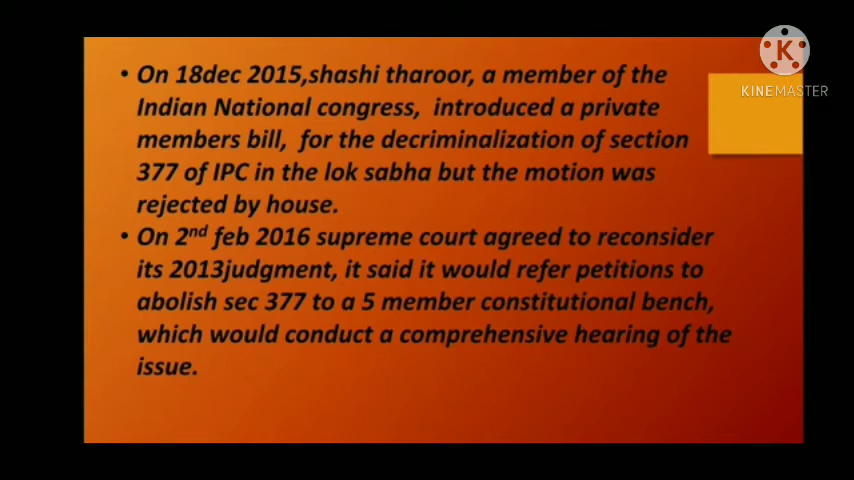 • On 18dec 2015,shashi tharoor, a member of the
Indian National congress, introduced a private
members bill, for the decriminalization of section
377 of IPC in the lok sabha but the motion was
rejected by house.
• On 2nd feb 2016 supreme court agreed to reconsider
its 2013judgment, it said it would refer petitions to
abolish sec 377 to a 5 member constitutional bench,
which would conduct a comprehensive hearing of the
issue.
K
KINEMASTER